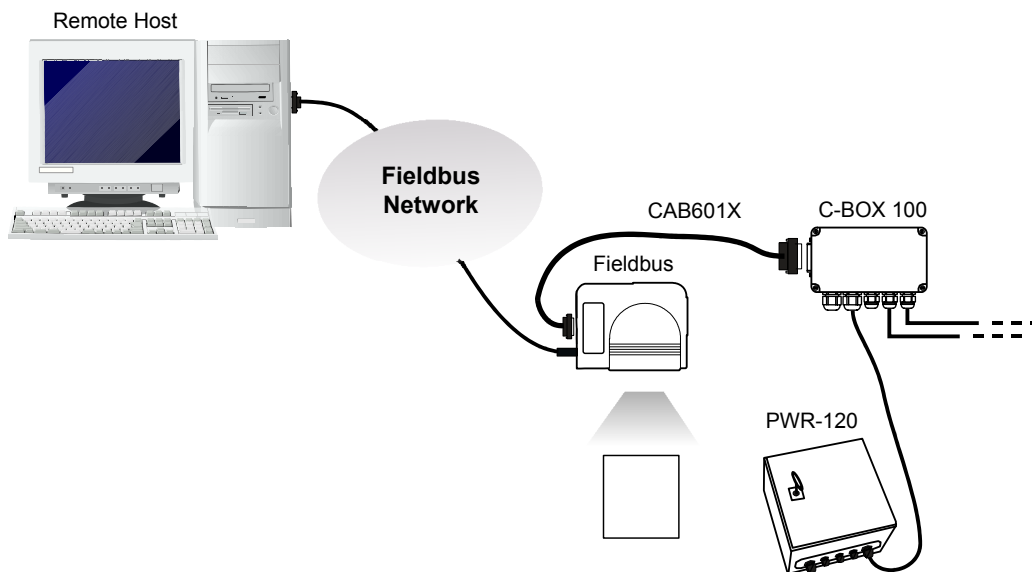 Remote Host
Fieldbus
Network
CAB601X
C-BOX 100
Fieldbus
PWR-120